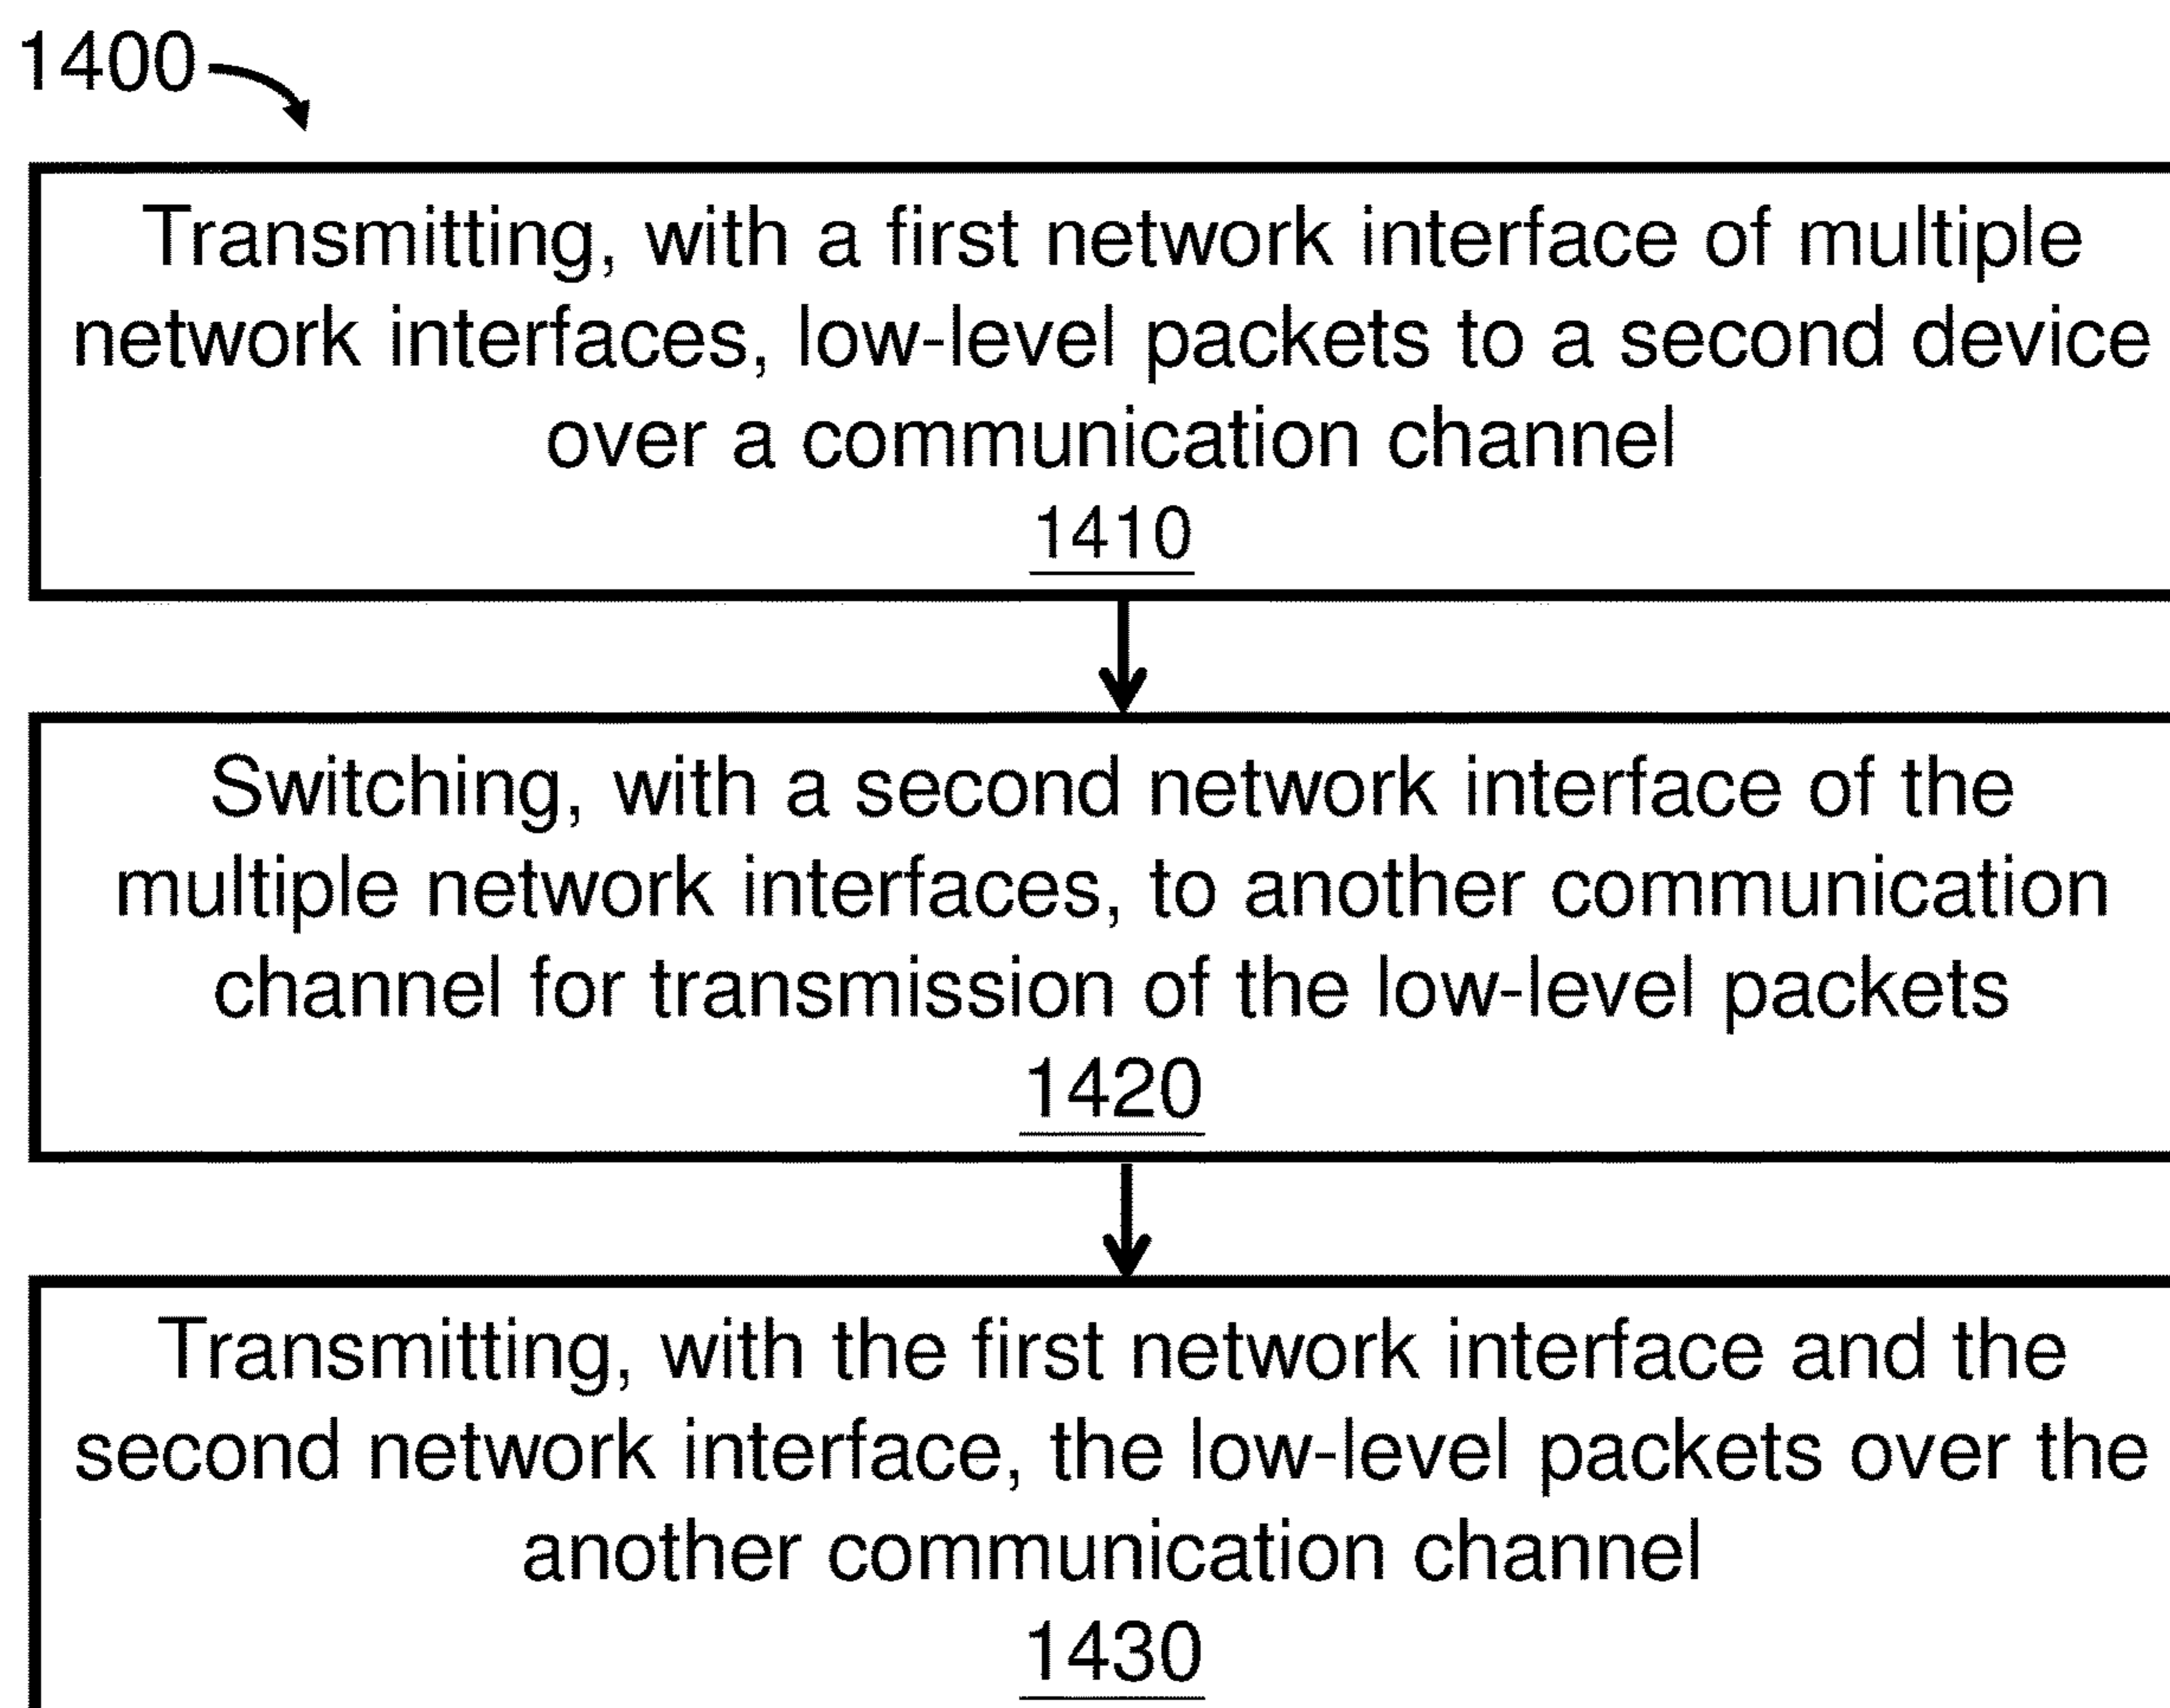 1400
Transmitting, with a first network interface of multiple
network interfaces, low-level packets to a second device
over a communication channel
1410
Switching, with a second network interface of the
multiple network interfaces, to another communication
channel for transmission of the low-level packets
1420
Transmitting, with the first network interface and the
second network interface, the low-level packets over the
another communication channel
1430